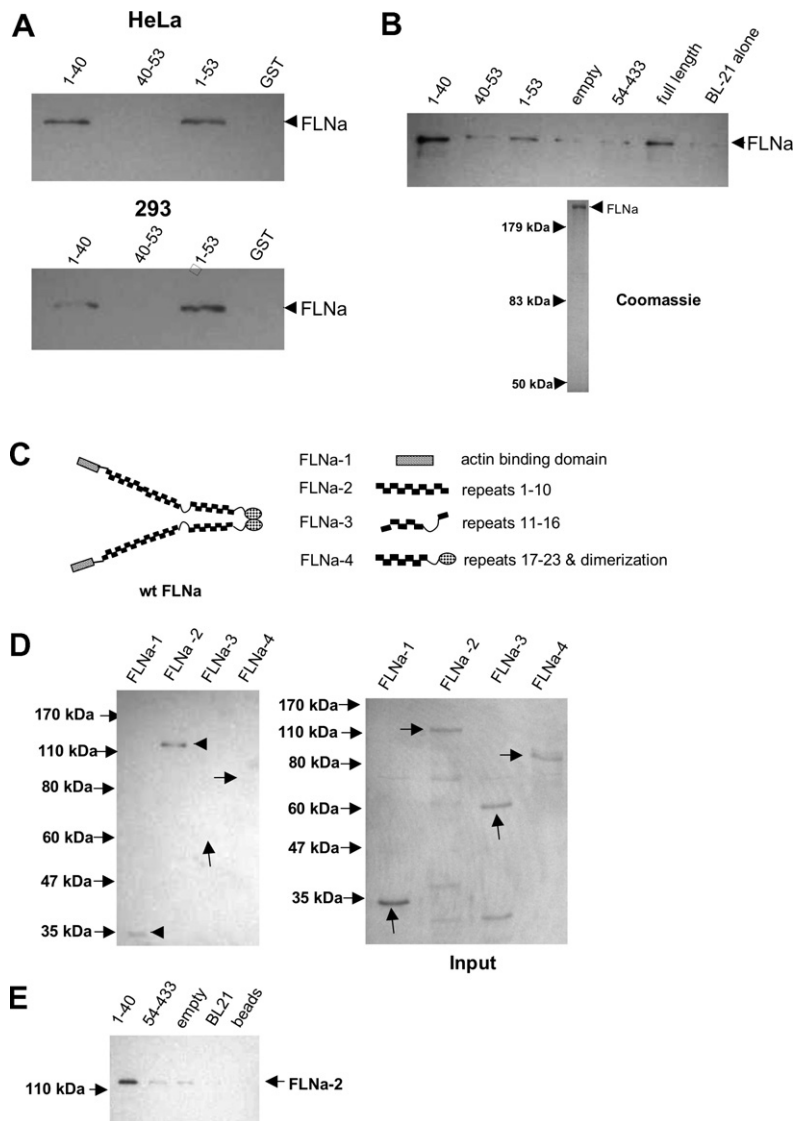 A
HeLa
1-40
40-53
1-53
GST
FLNa
293
1-40
40-53
1-53
GST
FLNa
B
1-40
40-53
1-53
empty
54-433
full length
BL-21 alone
FLNa
FLNa
179 kDa
83 kDa
Coomassie
50 kDa
C
wt FLNa
FLNa-1 actin binding domain
FLNa-2 repeats 1-10
FLNa-3 repeats 11-16
FLNa-4 repeats 17-23 & dimerization
D
FLNa-1
FLNa -2
FLNa-3
FLNa-4
170 kDa
110 kDa
80 kDa
60 kDa
47 kDa
35 kDa
FLNa-1
FLNa -2
FLNa-3
FLNa-4
170 kDa
110 kDa
80 kDa
60 kDa
47 kDa
35 kDa
Input
E
1-40
54-433
empty
BL21
beads
110 kDa
FLNa-2